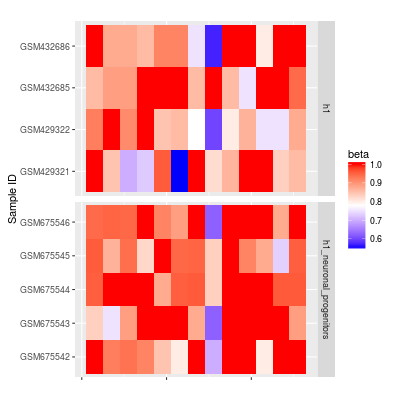 GSM432686
GSM432685
GSM429322
GSM429321
h1
GSM675546
GSM675545
GSM675544
GSM675543
GSM675542
h1_neuronal_progenitors
Sample ID
beta
1.0
0.9
0.8
0.7
0.6